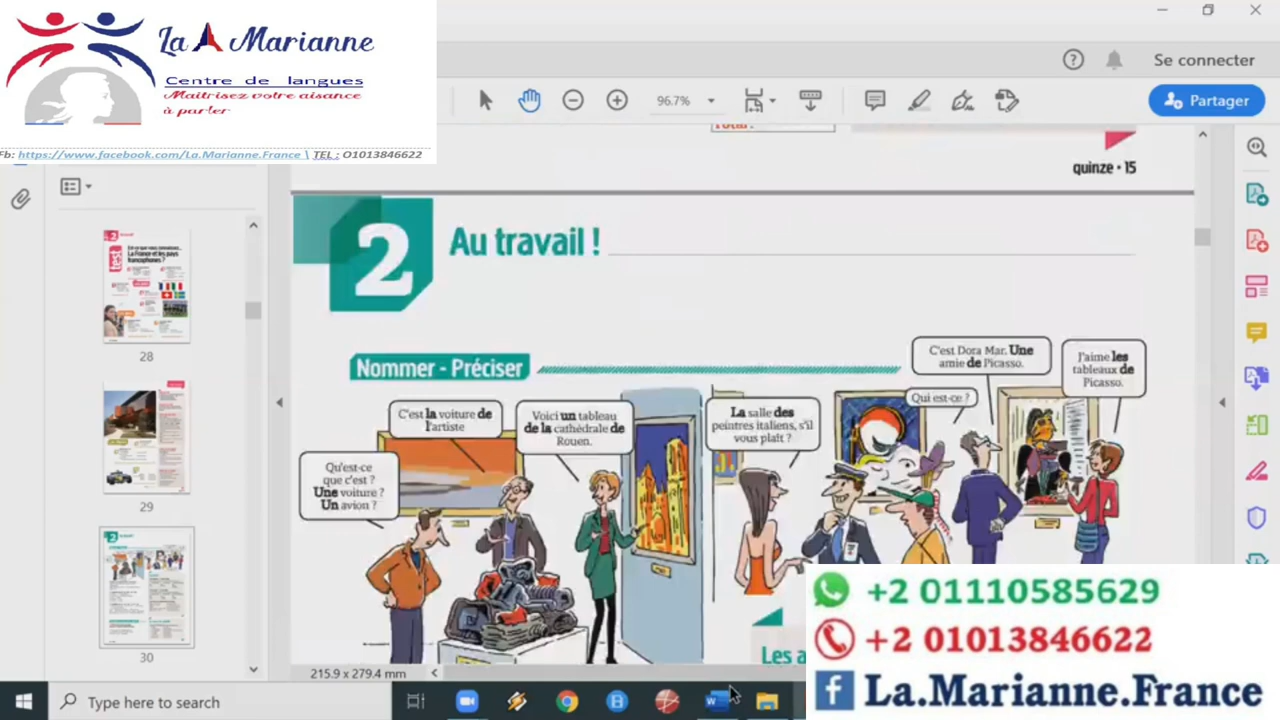 La Marianne
Centre de langues
Maitrisez votre aisance
à parler
Fb: https://www.facebook.com/La.Marianne.France \ TEL : O1013846622
Se connecter
96.7%
Partager
Total :
quinze • 15
2
Au travail !
Nommer - Préciser
Qu'est-ce
que c'est ?
Une voiture ?
Un avion ?
C'est la voiture de
l'artiste
Voici un tableau
de la cathédrale de
Rouen.
La salle des
peintres italiens, s'il
vous plaît ?
Qui est-ce ?
C'est Dora Mar. Une
amie de Picasso.
J'aime les
tableaux de
Picasso.
Les a
28
29
30
215.9 x 279.4 mm
+2 01110585629
+2 01013846622
La.Marianne.France
Type here to search